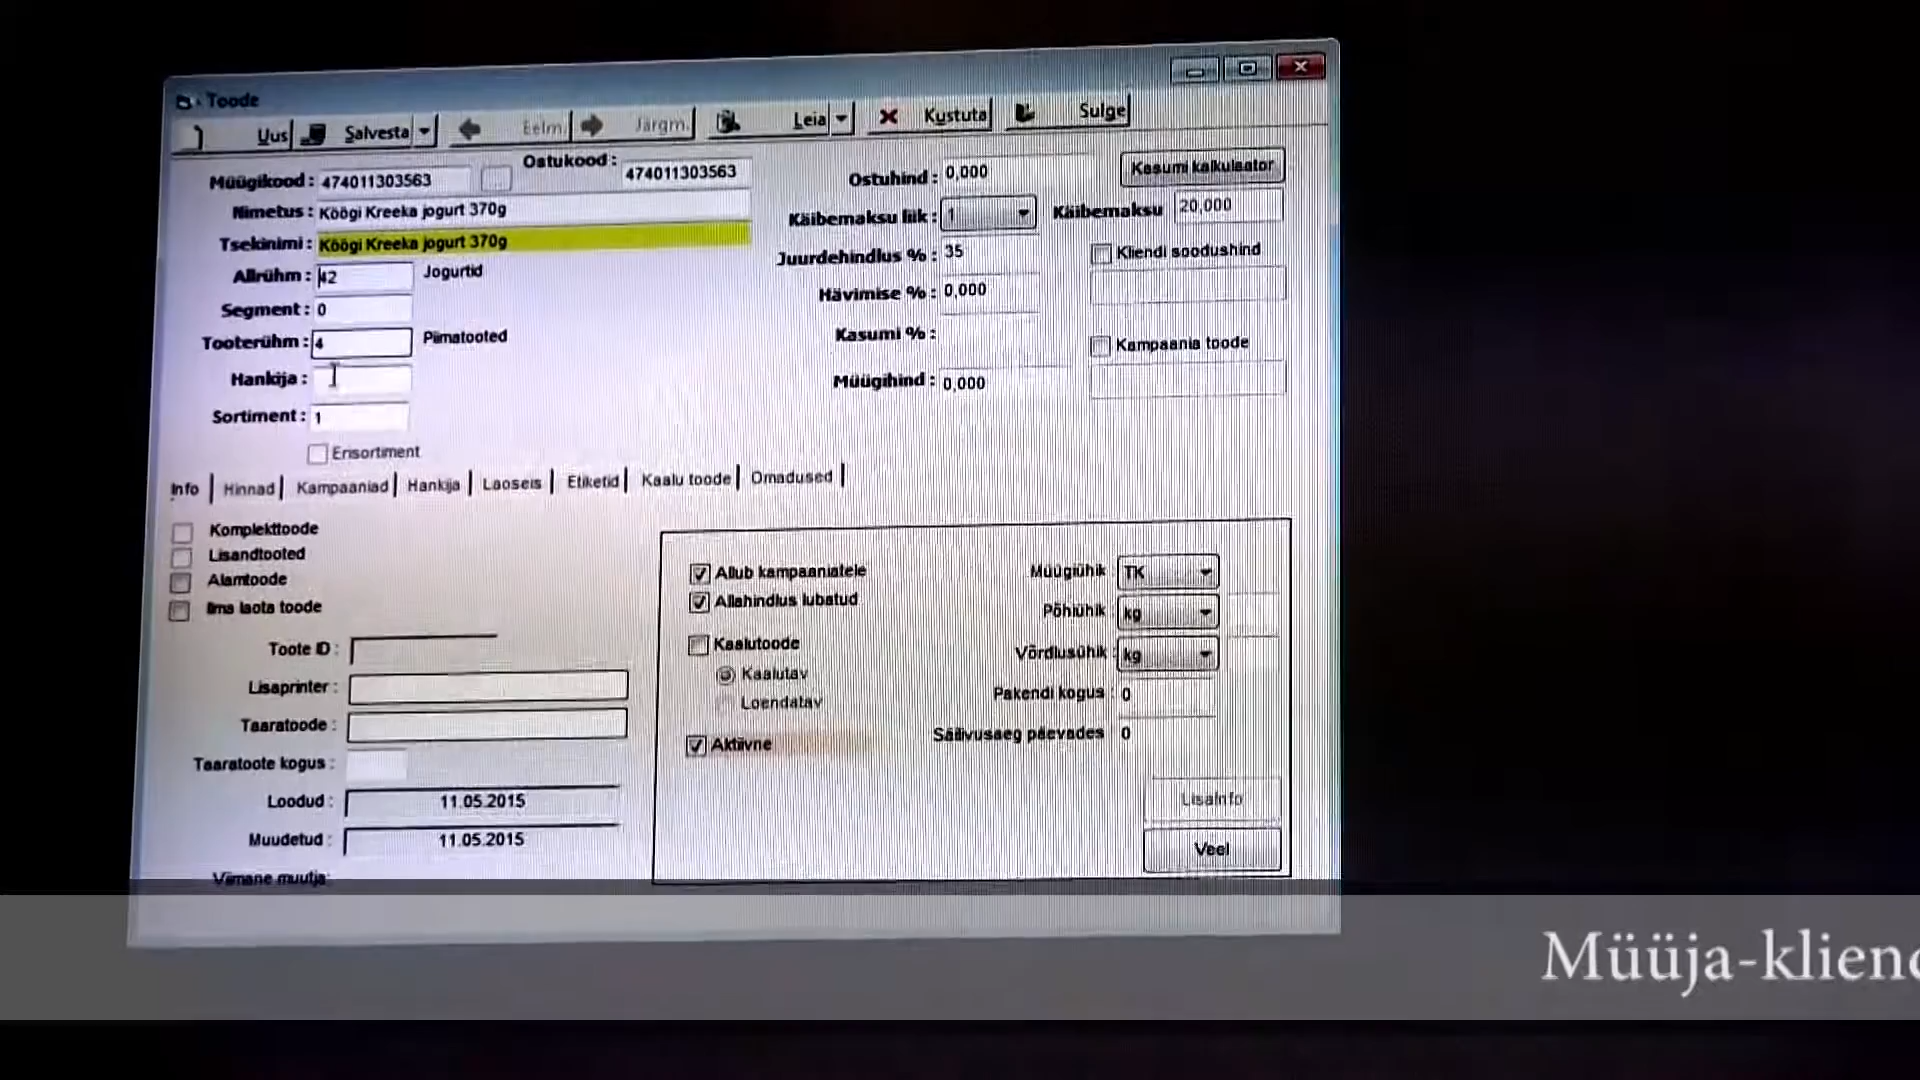 Toode
Uus Salvesta Eelm. Järgm. Leia Kustuta Sulge
Müügikood : 474011303563 Ostukood : 474011303563
Nimetus : Köögi Kreeka jogurt 370g
Tsekinimi : Köögi Kreeka jogurt 370g
Allrühm : 42 Jogurtid
Segment : 0
Tooterühm : 4 Piimatooted
Hankija :
Sortiment : 1
Erisortiment
Ostuhind : 0,000 Kasumi kalkulaator
Käibemaksu liik : 1 Käibemaksu 20,000
Juurdehindlus % : 35 Kliendi soodushind
Hävimise % : 0,000
Kasumi % : Kampaania toode
Müügihind : 0,000
Info Hinnad Kampaaniad Hankija Laoseis Etiketid Kaalu toode Omadused
Komplekttoode
Lisandtooted
Alamtoode
Ilma laota toode
Toote ID :
Lisaprinter :
Taaratoode :
Taaratoote kogus :
Loodud : 11.05.2015
Muudetud : 11.05.2015
Viimane muutja:
Allub kampaaniatele
Allahindlus lubatud
Kaalutoode
Kaalutav
Loendatav
Aktiivne
Müügiühik TK
Põhiühik kg
Võrdlusühik : kg
Pakendi kogus : 0
Säilivusaeg päevades 0
Lisainfo
Veel
Müüja-kliend